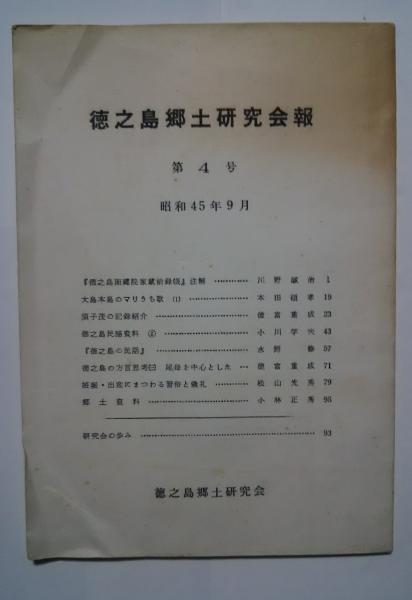 徳之島郷土研究会報
第 4 号
昭和45年9月
『徳之島面縄院家蔵前録帳』註解 ………… 川野誠治 1
大島本島のマリうち歌 (1) ………… 本田碩孝 19
須子茂の記録紹介 ………… 徳富重成 23
徳之島民謡資料 ② ………… 小川学夫 43
『徳之島の民話』 ………… 水野修 57
徳之島の方言思考㈢ 尾母を中心とした … 徳富重成 71
妊娠・出産にまつわる習俗と儀礼 ………… 松山光秀 79
郷土資料 ………… 小林正秀 93
研究会の歩み ………… 93
徳之島郷土研究会